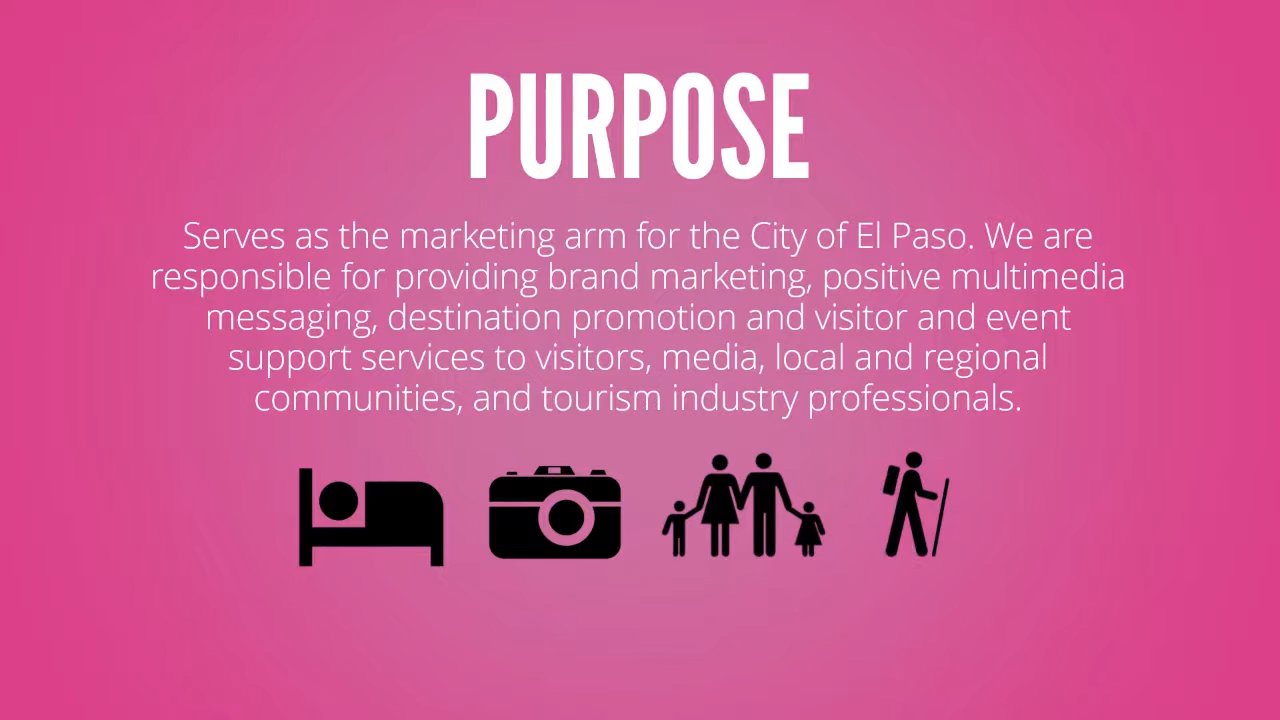 PURPOSE
Serves as the marketing arm for the City of El Paso. We are
responsible for providing brand marketing, positive multimedia
messaging, destination promotion and visitor and event
support services to visitors, media, local and regional
communities, and tourism industry professionals.